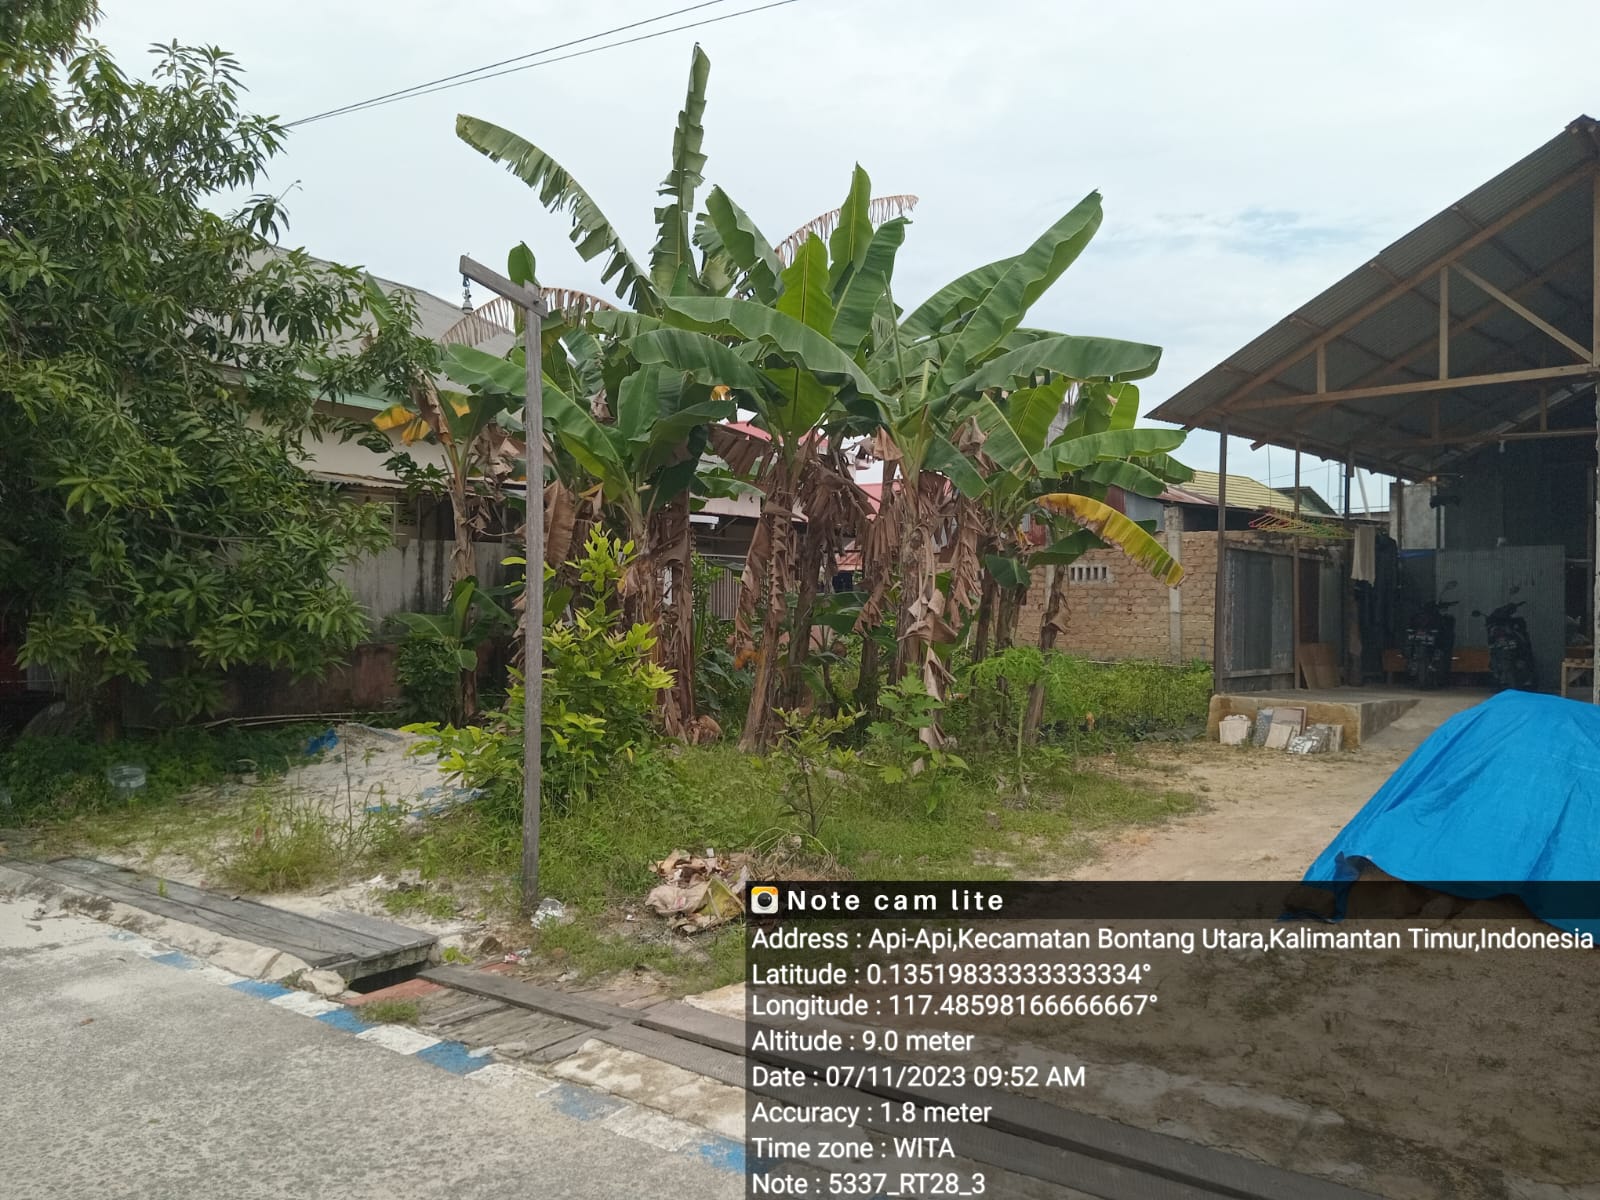 Note cam lite
Address : Api-Api,Kecamatan Bontang Utara,Kalimantan Timur,Indonesia
Latitude : 0.13519833333333334°
Longitude : 117.48598166666667°
Altitude : 9.0 meter
Date : 07/11/2023 09:52 AM
Accuracy : 1.8 meter
Time zone : WITA
Note : 5337_RT28_3